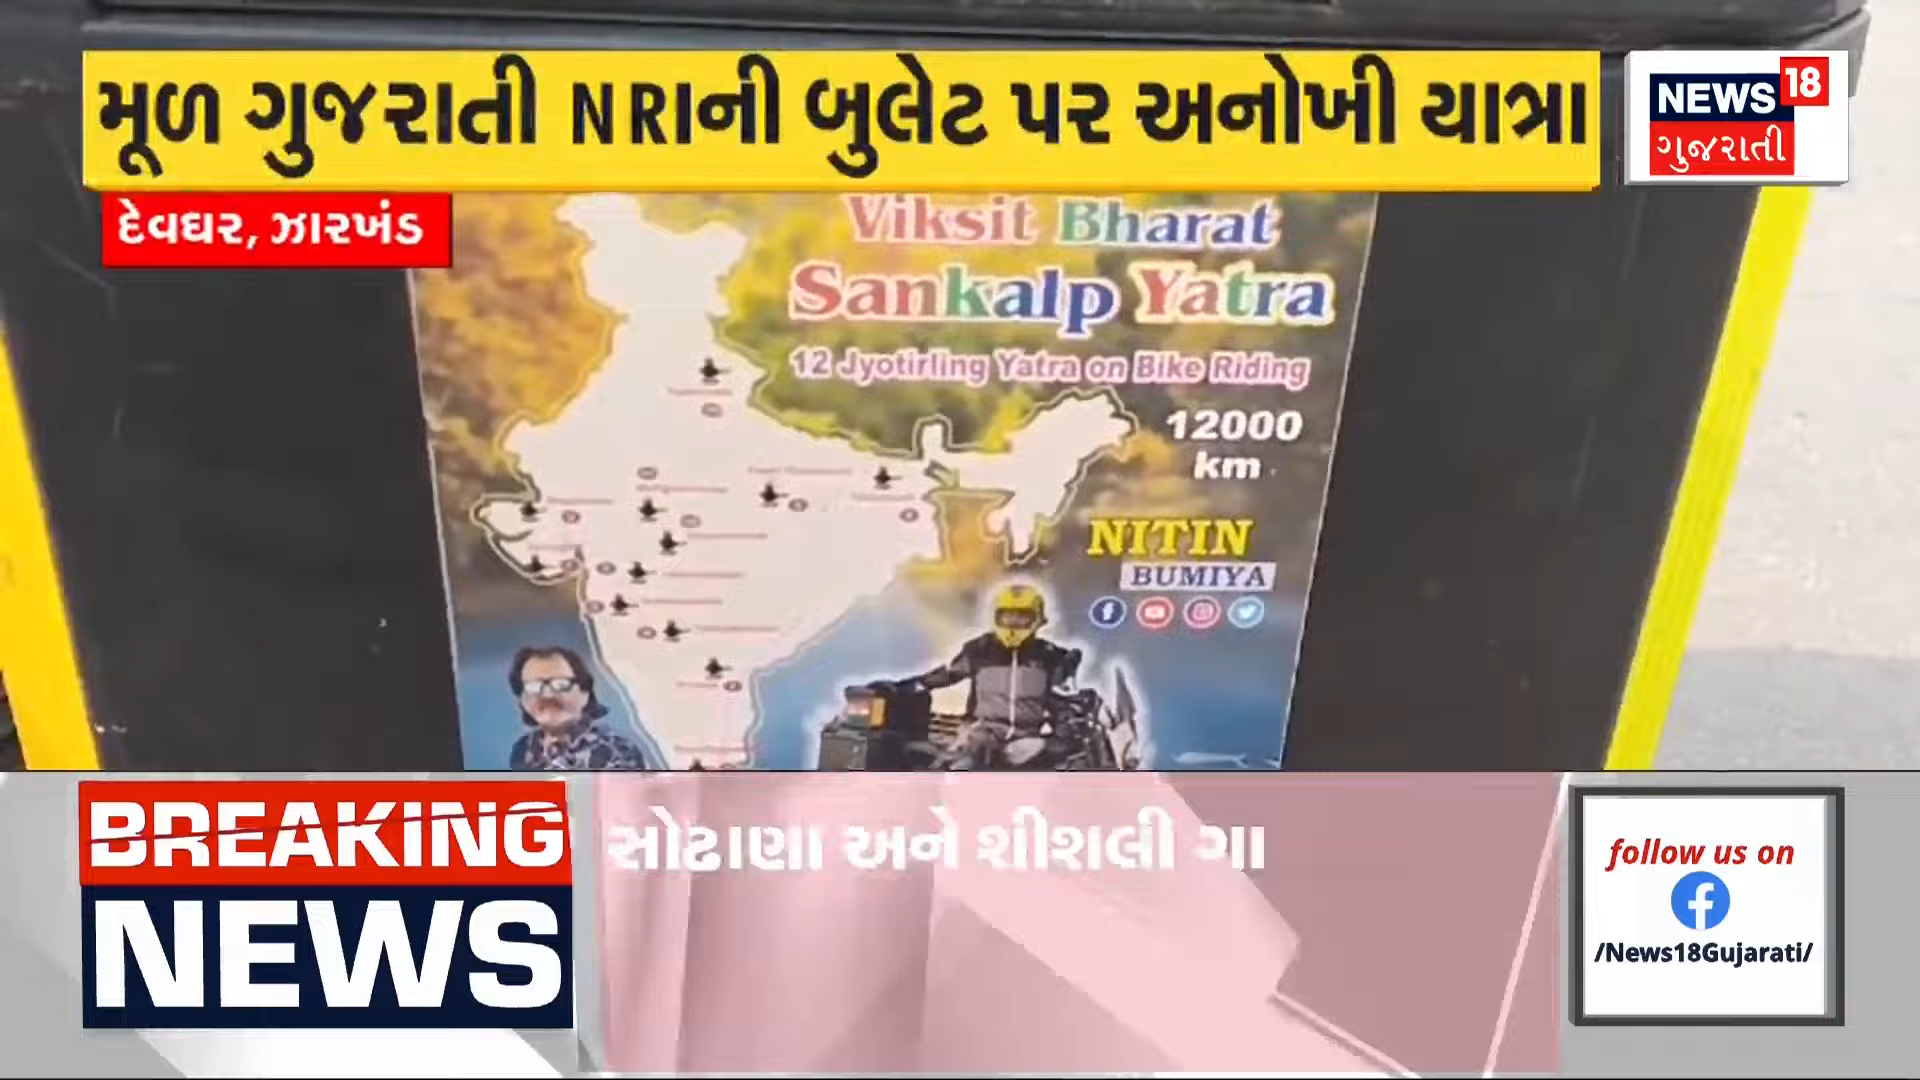 મૂળ ગુજરાતી NRIની બુલેટ પર અનોખી યાત્રા
NEWS 18
ગુજરાતી
દેવઘર, ઝારખંડ
Viksit Bharat
Sankalp Yatra
12 Jyotirling Yatra on Bike Riding
12000
km
NITIN
BUMIYA
BREAKING
NEWS
સોઢાણા અને શીશલી ગા
follow us on
/News18Gujarati/